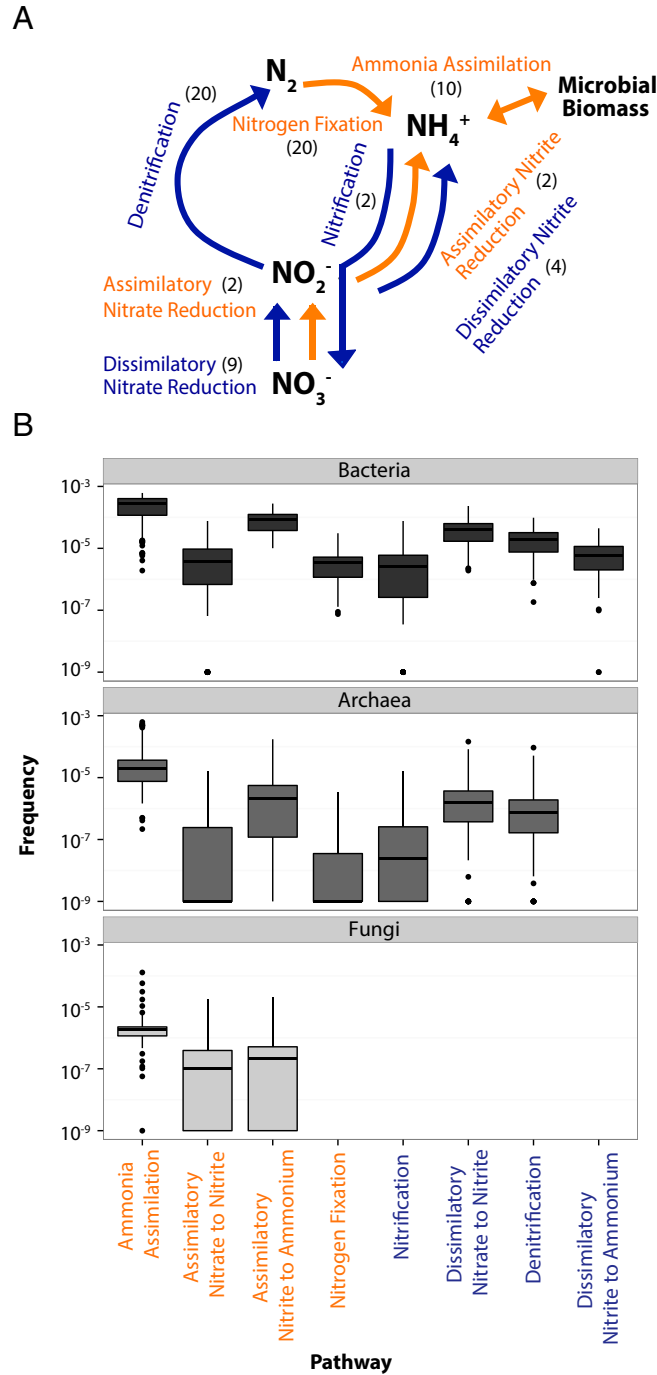 A
N₂
Ammonia Assimilation
(10)
Microbial
Biomass
(20)
Denitrification
Nitrogen Fixation
(20)
NH₄⁺
Nitrification
(2)
Assimilatory Nitrite
Reduction
(2)
Dissimilatory Nitrite
Reduction
(4)
NO₂⁻
Assimilatory (2)
Nitrate Reduction
Dissimilatory (9)
Nitrate Reduction
NO₃⁻
B
Bacteria
10⁻³
10⁻⁵
10⁻⁷
10⁻⁹
Archaea
10⁻³
10⁻⁵
10⁻⁷
10⁻⁹
Frequency
Fungi
10⁻³
10⁻⁵
10⁻⁷
10⁻⁹
Ammonia
Assimilation
Assimilatory
Nitrate to Nitrite
Assimilatory
Nitrite to Ammonium
Nitrogen Fixation
Nitrification
Dissimilatory
Nitrate to Nitrite
Denitrification
Dissimilatory
Nitrite to Ammonium
Pathway